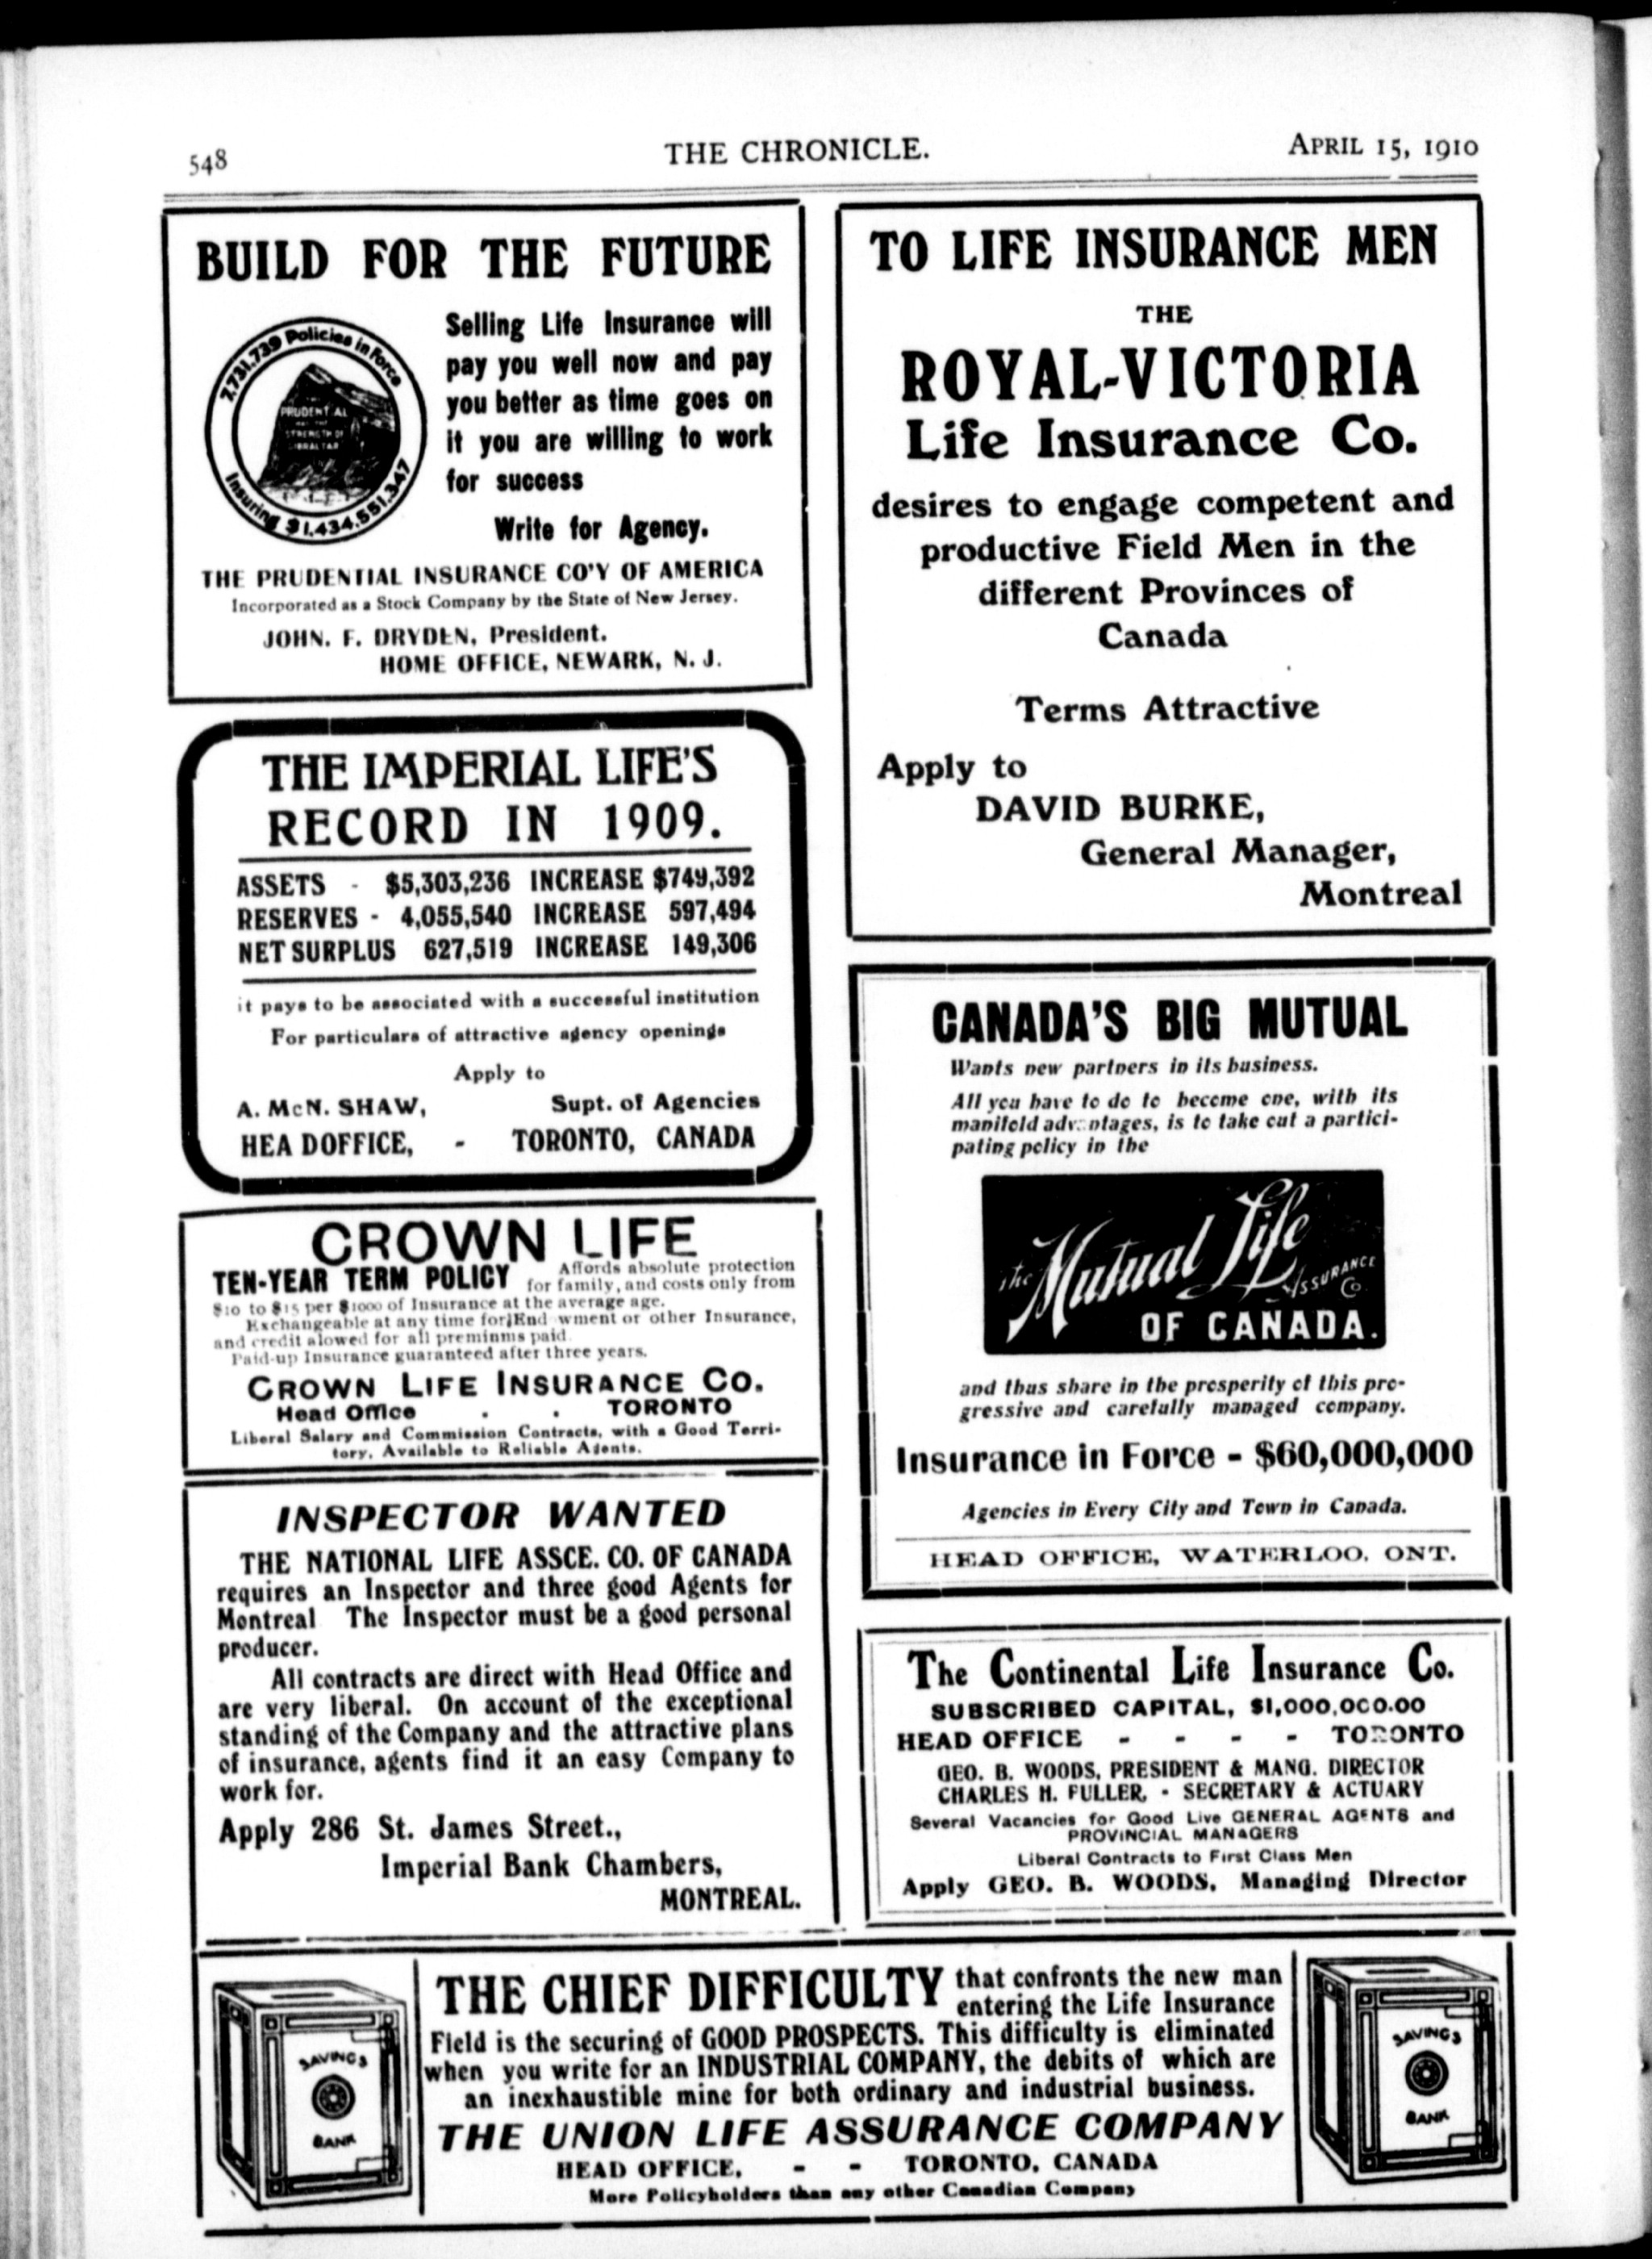 548
THE CHRONICLE.
APRIL 15, 1910
BUILD FOR THE FUTURE
7,731,739 Policies in Force
PRUDENTIAL
HAS THE
STRENGTH OF
GIBRALTAR
Insuring $1,434,551,347
Selling Life Insurance will
pay you well now and pay
you better as time goes on
it you are willing to work
for success
Write for Agency.
THE PRUDENTIAL INSURANCE CO'Y OF AMERICA
Incorporated as a Stock Company by the State of New Jersey.
JOHN. F. DRYDEN, President.
HOME OFFICE, NEWARK, N. J.
THE IMPERIAL LIFE'S
RECORD IN 1909.
ASSETS - $5,303,236 INCREASE $749,392
RESERVES - 4,055,540 INCREASE 597,494
NET SURPLUS 627,519 INCREASE 149,306
it pays to be associated with a successful institution
For particulars of attractive agency openings
Apply to
A. McN. SHAW, Supt. of Agencies
HEA DOFFICE, - TORONTO, CANADA
CROWN LIFE
TEN-YEAR TERM POLICY Affords absolute protection
for family, and costs only from
$10 to $15 per $1000 of Insurance at the average age.
Exchangeable at any time for Endowment or other Insurance,
and credit alowed for all preminms paid
Paid-up Insurance guaranteed after three years.
CROWN LIFE INSURANCE CO.
Head Office . . TORONTO
Liberal Salary and Commission Contracts, with a Good Terri-
tory, Available to Reliable Agents.
INSPECTOR WANTED
THE NATIONAL LIFE ASSCE. CO. OF CANADA
requires an Inspector and three good Agents for
Montreal The Inspector must be a good personal
producer.
All contracts are direct with Head Office and
are very liberal. On account of the exceptional
standing of the Company and the attractive plans
of insurance, agents find it an easy Company to
work for.
Apply 286 St. James Street.,
Imperial Bank Chambers,
MONTREAL.
TO LIFE INSURANCE MEN
THE
ROYAL-VICTORIA
Life Insurance Co.
desires to engage competent and
productive Field Men in the
different Provinces of
Canada
Terms Attractive
Apply to
DAVID BURKE,
General Manager,
Montreal
CANADA'S BIG MUTUAL
Wants new partners in its business.
All you have to do to become one, with its
manifold advantages, is to take out a partici-
pating policy in the
The Mutual Life
ASSURANCE
Co.
OF CANADA.
and thus share in the prosperity of this pro-
gressive and carefully managed company.
Insurance in Force - $60,000,000
Agencies in Every City and Town in Canada.
HEAD OFFICE, WATERLOO, ONT.
The Continental Life Insurance Co.
SUBSCRIBED CAPITAL, $1,000,000.00
HEAD OFFICE - - - - TORONTO
GEO. B. WOODS, PRESIDENT & MANG. DIRECTOR
CHARLES H. FULLER, - SECRETARY & ACTUARY
Several Vacancies for Good Live GENERAL AGENTS and
PROVINCIAL MANAGERS
Liberal Contracts to First Class Men
Apply GEO. B. WOODS, Managing Director
SAVINGS
BANK
THE CHIEF DIFFICULTY that confronts the new man
entering the Life Insurance
Field is the securing of GOOD PROSPECTS. This difficulty is eliminated
when you write for an INDUSTRIAL COMPANY, the debits of which are
an inexhaustible mine for both ordinary and industrial business.
THE UNION LIFE ASSURANCE COMPANY
HEAD OFFICE, - - TORONTO, CANADA
More Policyholders than any other Canadian Company
SAVINGS
BANK